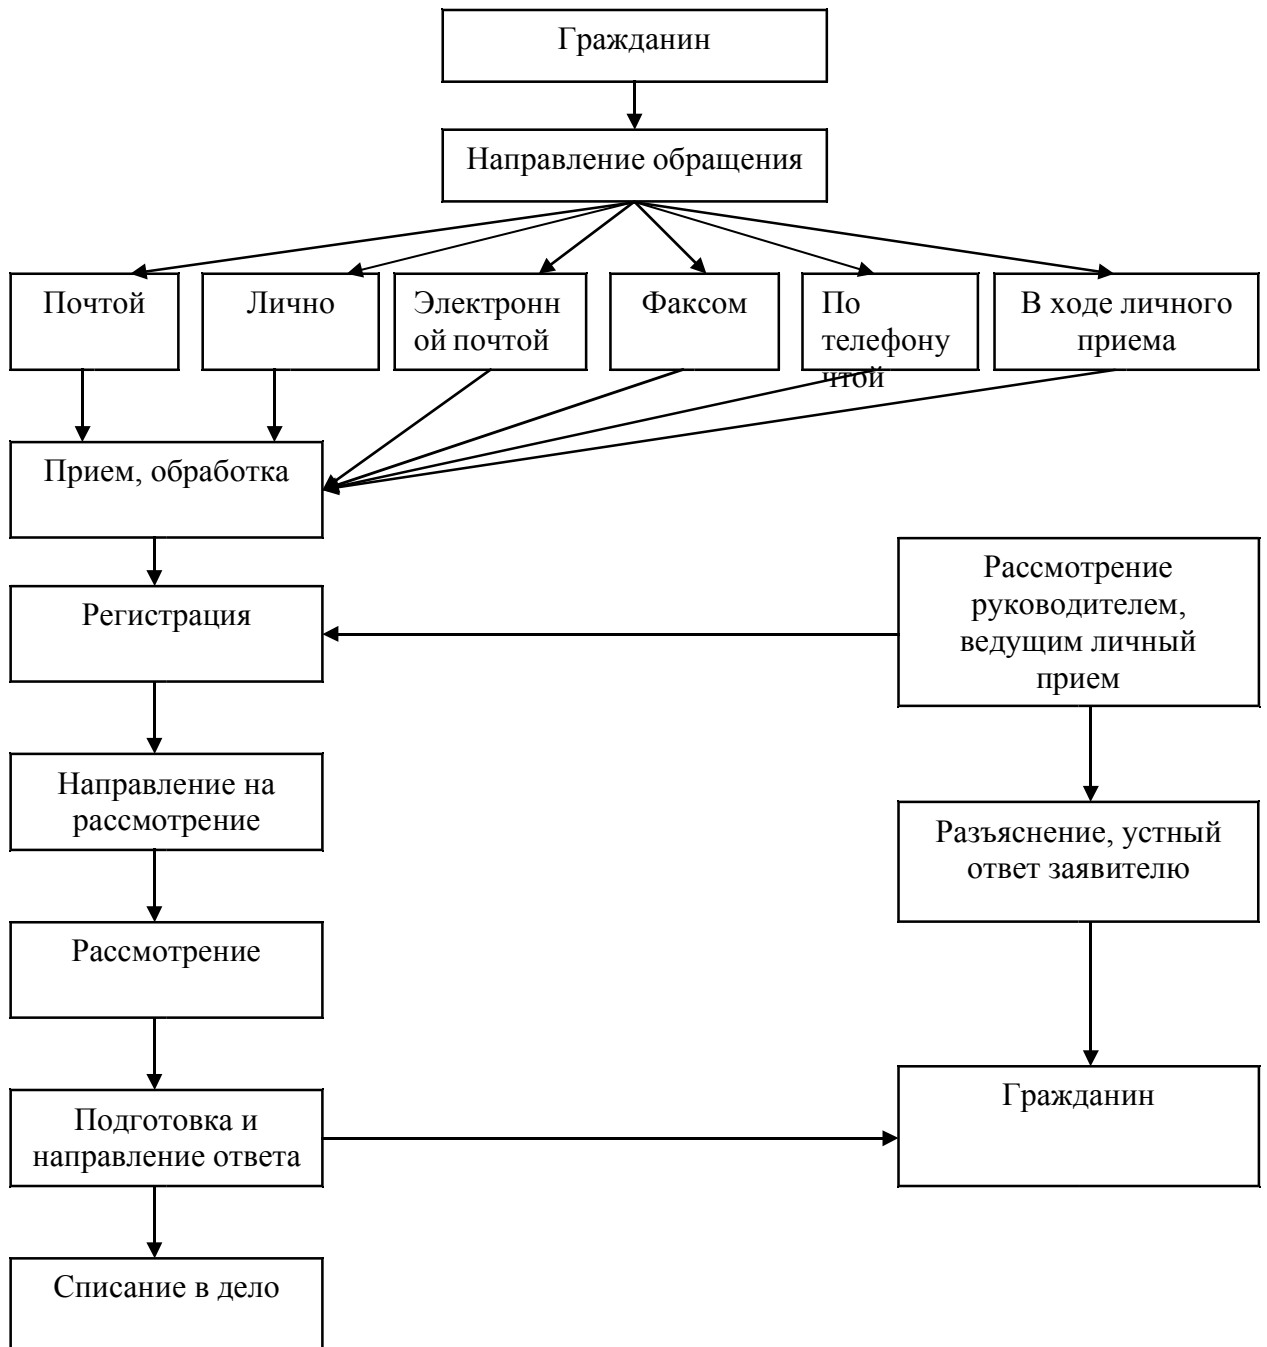 Гражданин
Направление обращения
Почтой
Лично
Электронн
ой почтой
Факсом
По
телефону
чтой
В ходе личного
приема
Прием, обработка
Регистрация
Рассмотрение
руководителем,
ведущим личный
прием
Направление на
рассмотрение
Разъяснение, устный
ответ заявителю
Рассмотрение
Подготовка и
направление ответа
Гражданин
Списание в дело